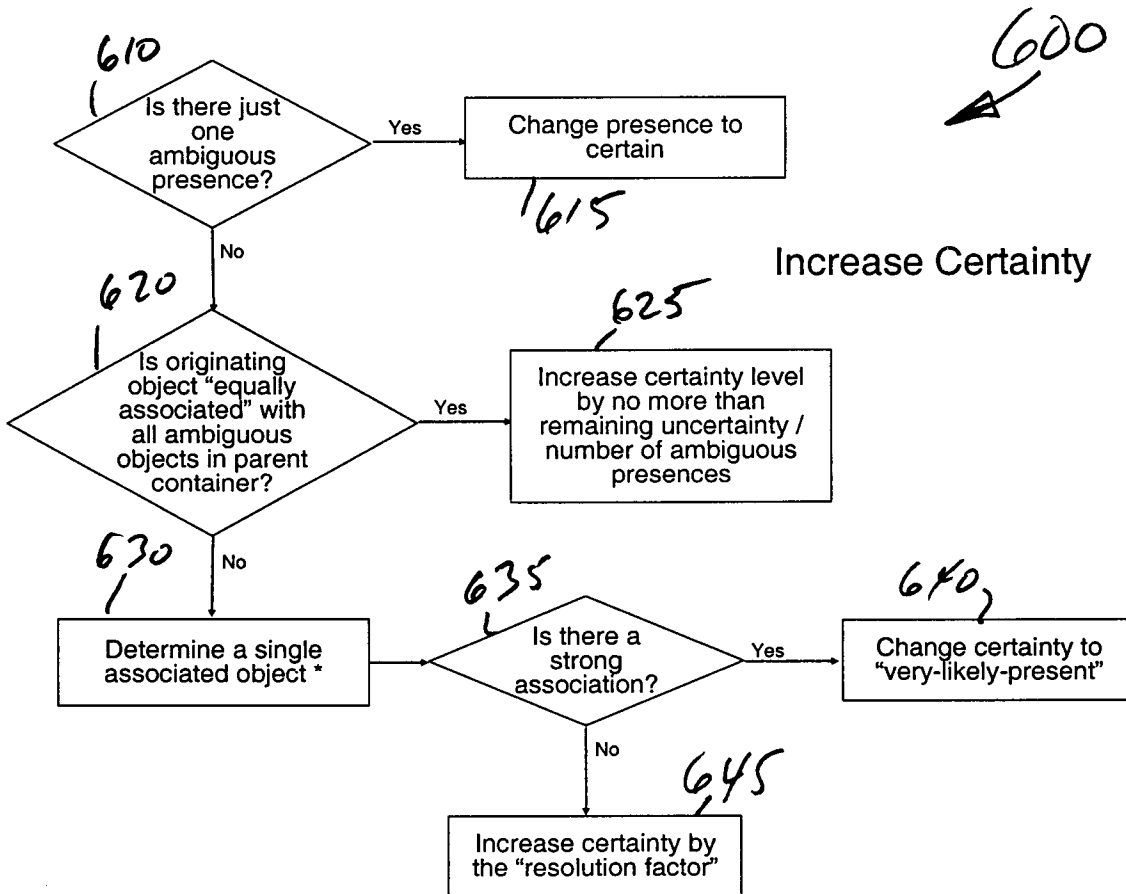 610
600
Is there just
one
ambiguous
presence?
Yes
Change presence to
certain
615
No
Increase Certainty
620
625
Is originating
object “equally
associated” with
all ambiguous
objects in parent
container?
Yes
Increase certainty level
by no more than
remaining uncertainty /
number of ambiguous
presences
No
630
635
640
Determine a single
associated object *
Is there a
strong
association?
Yes
Change certainty to
“very-likely-present”
No
645
Increase certainty by
the “resolution factor”